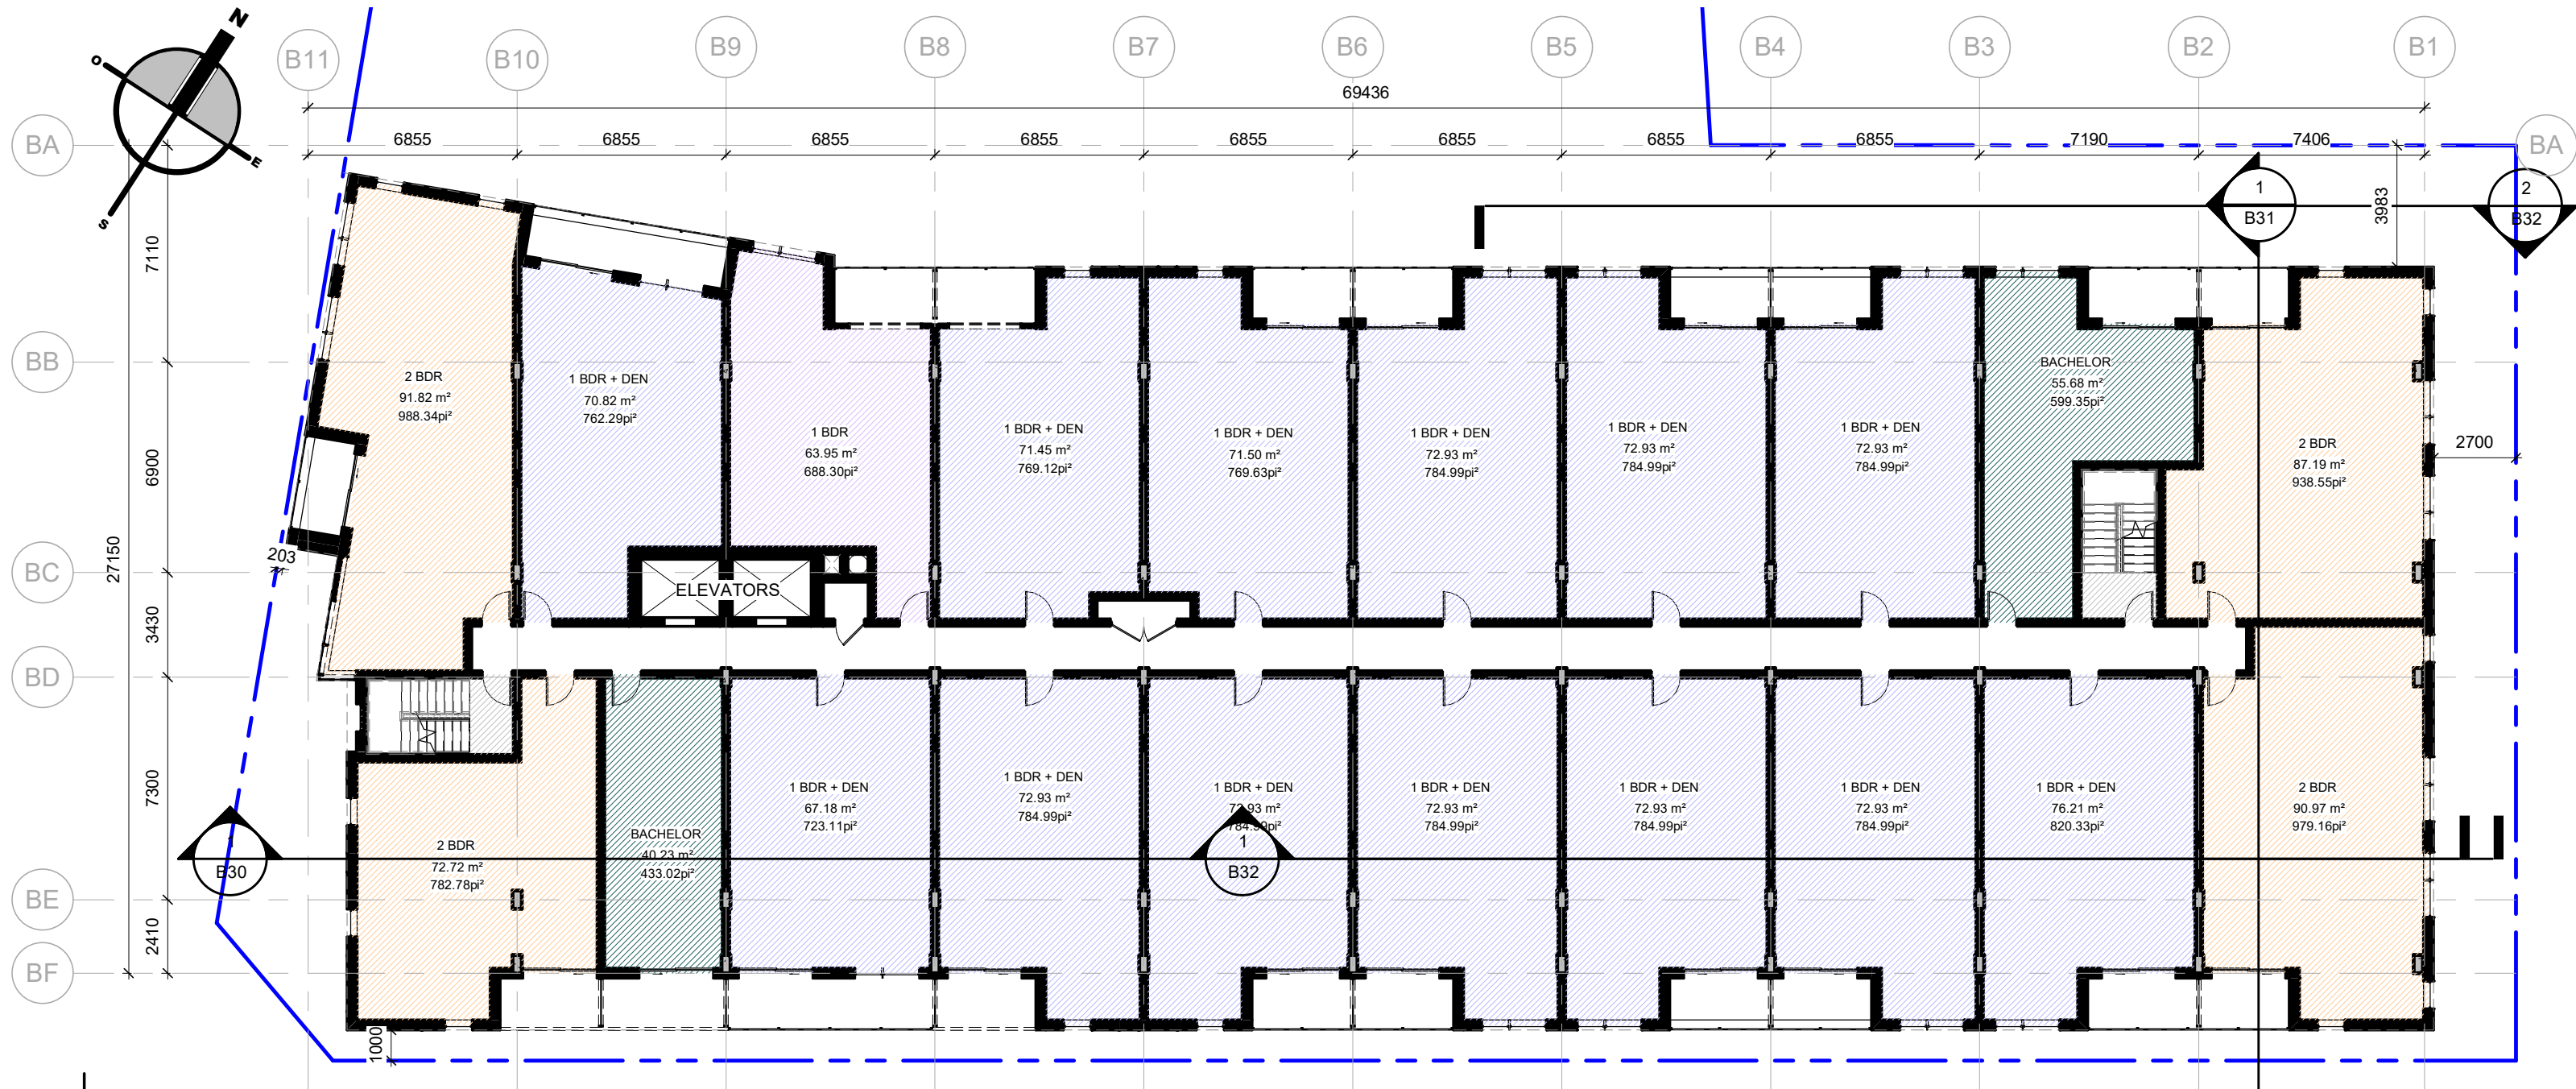 N
O
E
S
B11
B10
B9
B8
B7
B6
B5
B4
B3
B2
B1
69436
6855
6855
6855
6855
6855
6855
6855
6855
7190
7406
BA
BA
BB
BC
BD
BE
BF
7110
6900
3430
7300
2410
27150
203
1000
3983
2700
1
B31
2
B32
2 BDR
91.82 m²
988.34pi²
1 BDR + DEN
70.82 m²
762.29pi²
1 BDR
63.95 m²
688.30pi²
1 BDR + DEN
71.45 m²
769.12pi²
1 BDR + DEN
71.50 m²
769.63pi²
1 BDR + DEN
72.93 m²
784.99pi²
1 BDR + DEN
72.93 m²
784.99pi²
1 BDR + DEN
72.93 m²
784.99pi²
BACHELOR
55.68 m²
599.35pi²
2 BDR
87.19 m²
938.55pi²
ELEVATORS
2 BDR
72.72 m²
782.78pi²
BACHELOR
40.23 m²
433.02pi²
1 BDR + DEN
67.18 m²
723.11pi²
1 BDR + DEN
72.93 m²
784.99pi²
1 BDR + DEN
72.93 m²
784.99pi²
1 BDR + DEN
72.93 m²
784.99pi²
1 BDR + DEN
72.93 m²
784.99pi²
1 BDR + DEN
72.93 m²
784.99pi²
1 BDR + DEN
76.21 m²
820.33pi²
2 BDR
90.97 m²
979.16pi²
1
B30
1
B32